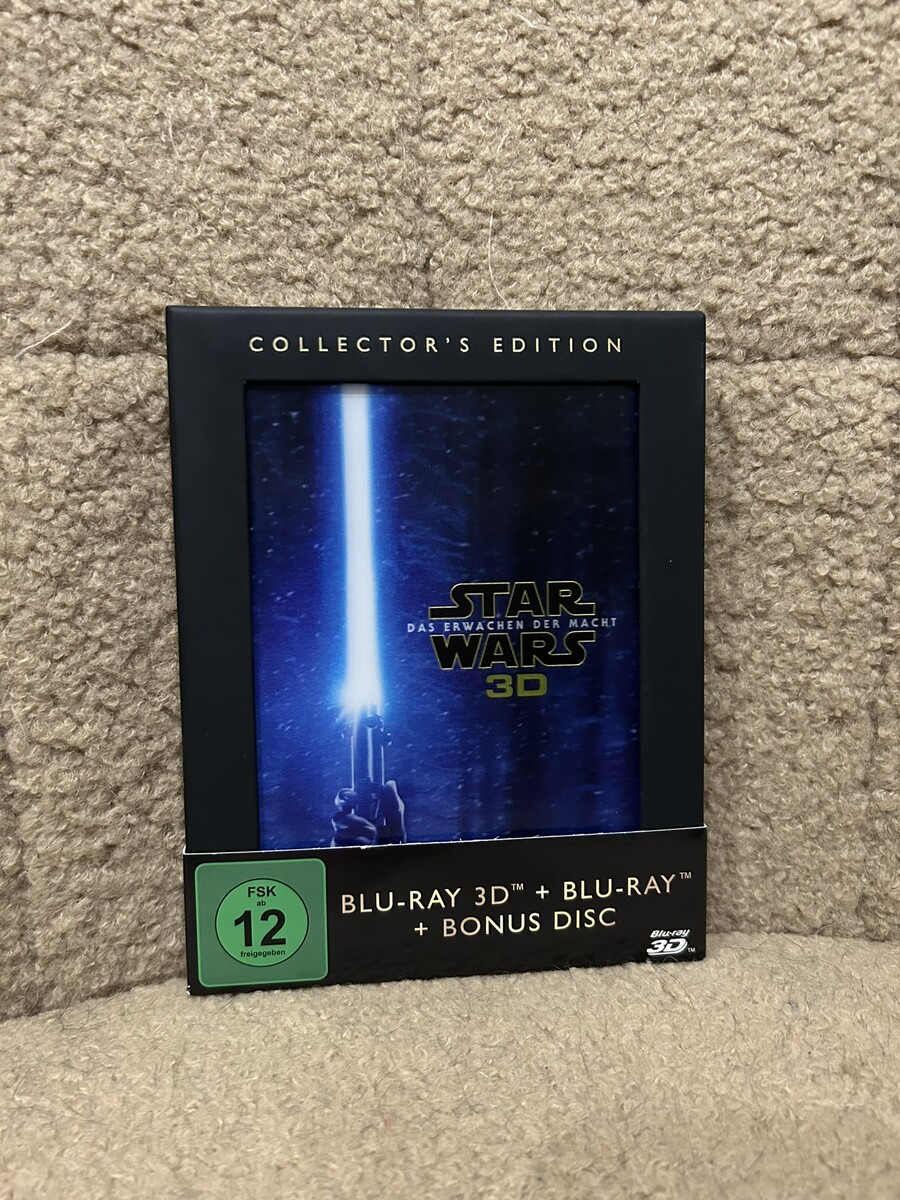 COLLECTOR'S EDITION
STAR
DAS ERWACHEN DER MACHT
WARS
3D
FSK
ab
12
freigegeben
BLU-RAY 3D™ + BLU-RAY™
+ BONUS DISC
Blu-ray
3D™